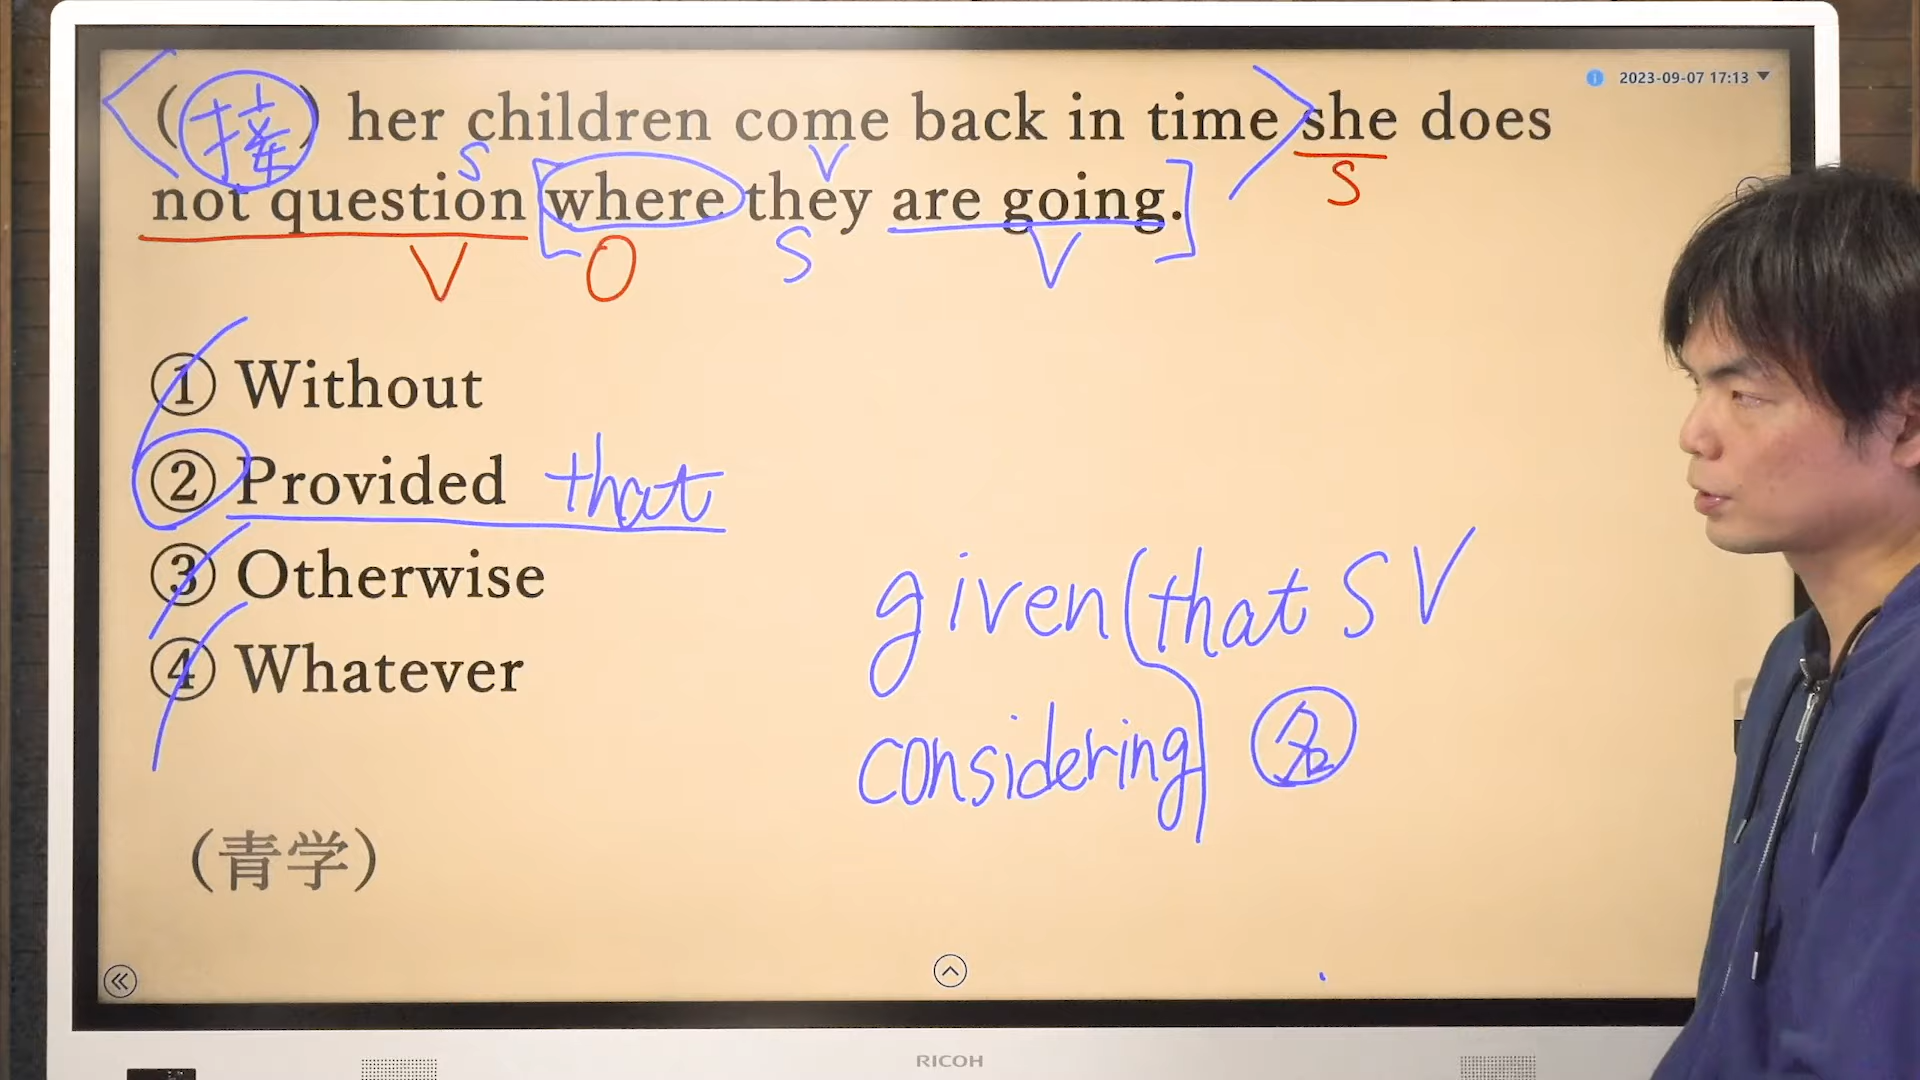 2023-09-07 17:13
(接) her children come back in time she does
S V S
not question where they are going.
V O S V
① Without
② Provided that
③ Otherwise
④ Whatever
given that S V
considering 名
(青学)
RICOH